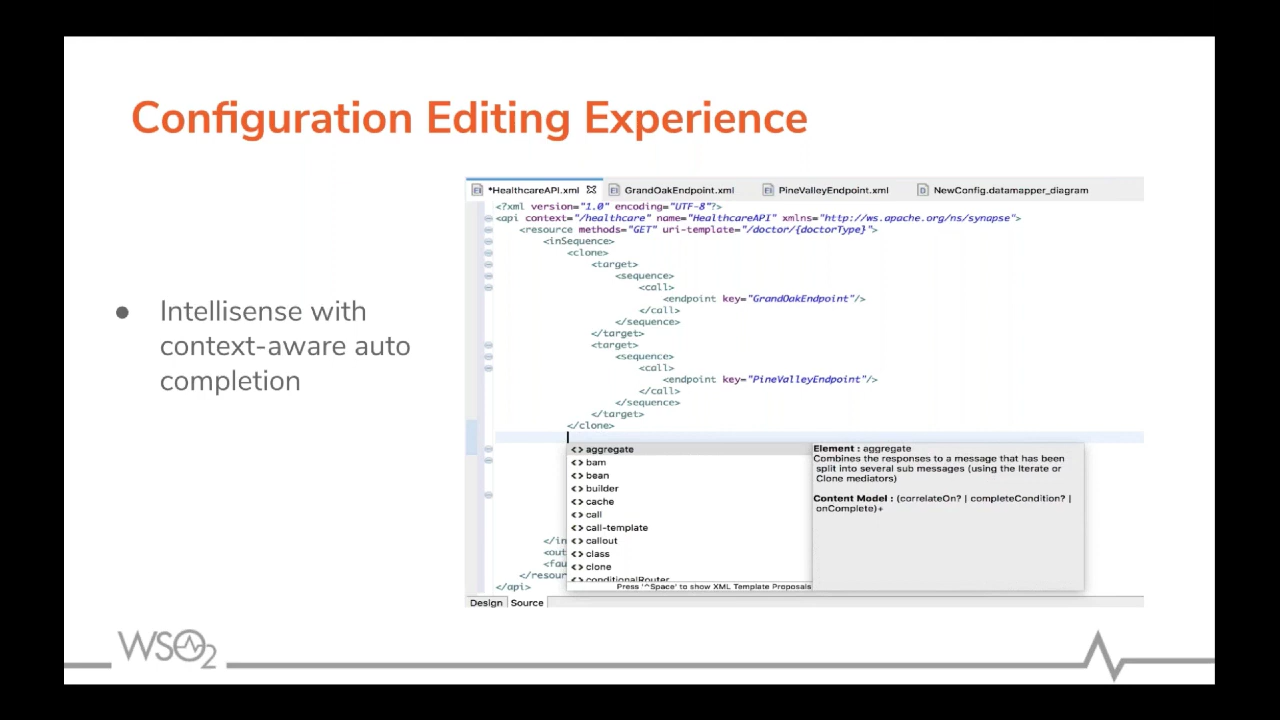 Configuration Editing Experience
Intellisense with
context-aware auto
completion
*HealthcareAPI.xml GrandOakEndpoint.xml PineValleyEndpoint.xml NewConfig.datamapper_diagram
<?xml version="1.0" encoding="UTF-8"?>
<api context="/healthcare" name="HealthcareAPI" xmlns="http://ws.apache.org/ns/synapse">
<resource methods="GET" uri-template="/doctor/{doctorType}">
<inSequence>
<clone>
<target>
<sequence>
<call>
<endpoint key="GrandOakEndpoint"/>
</call>
</sequence>
</target>
<target>
<sequence>
<call>
<endpoint key="PineValleyEndpoint"/>
</call>
</sequence>
</target>
</clone>
<> aggregate
<> bam
<> bean
<> builder
<> cache
<> call
<> call-template
<> callout
<> class
<> clone
<> conditionalRouter
Press '^Space' to show XML Template Proposals
Element : aggregate
Combines the responses to a message that has been
split into several sub messages (using the Iterate or
Clone mediators)
Content Model : (correlateOn? | completeCondition? |
onComplete)+
</in
<out
<fau
</resour
</api>
Design Source
WSO2